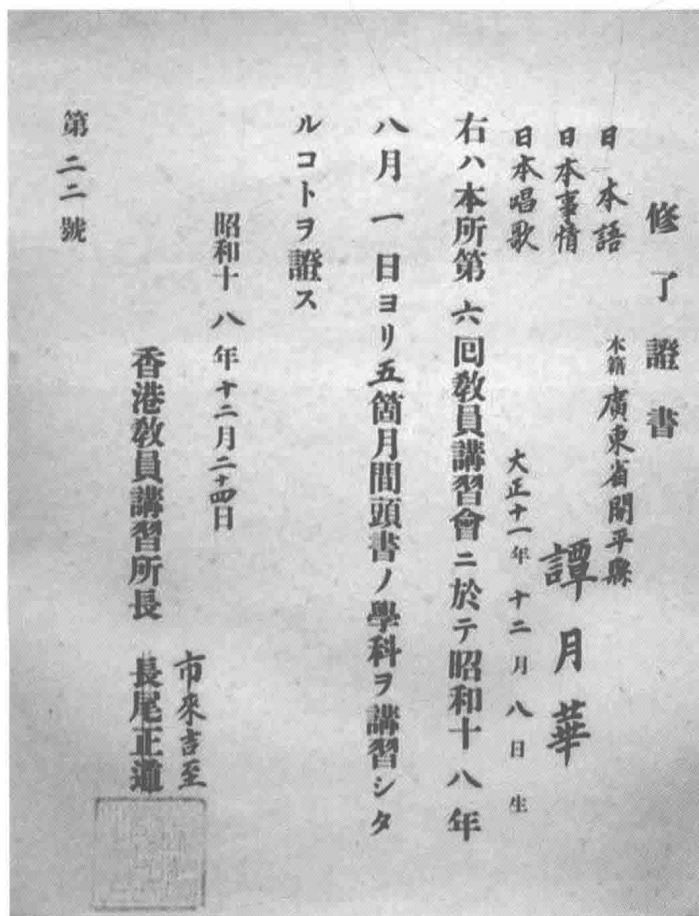 修了證書
日本語
日本事情
日本唱歌
本籍 廣東省開平縣
譚月華
大正十一年十二月八日生
右ハ本所第六回敎員講習會ニ於テ昭和十八年
八月一日ヨリ五箇月間頭書ノ學科ヲ講習シタ
ルコトヲ證ス
昭和十八年十二月二十四日
香港敎員講習所長 長尾正道
市來吉至
第二二號